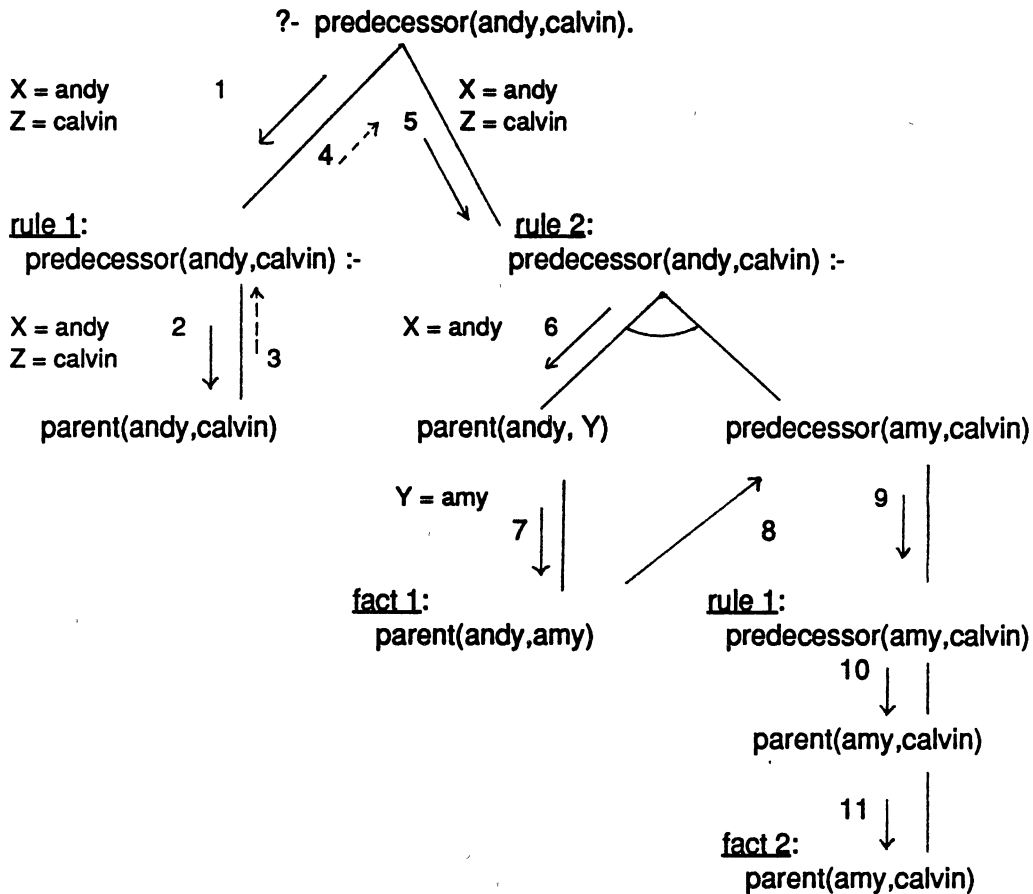 ?- predecessor(andy,calvin).
X = andy
Z = calvin
1
4
5
X = andy
Z = calvin
rule 1:
predecessor(andy,calvin) :-
rule 2:
predecessor(andy,calvin) :-
X = andy
Z = calvin
2
3
X = andy
6
parent(andy,calvin)
parent(andy, Y)
predecessor(amy,calvin)
Y = amy
7
8
9
fact 1:
parent(andy,amy)
rule 1:
predecessor(amy,calvin)
10
parent(amy,calvin)
11
fact 2:
parent(amy,calvin)